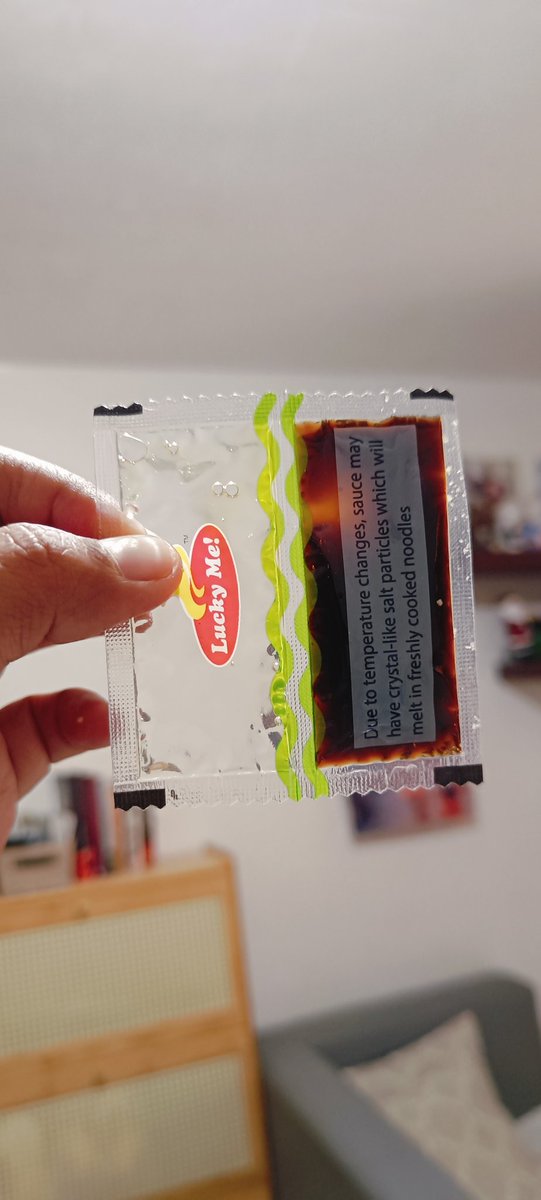 Lucky Me!
TM
Due to temperature changes, sauce may
have crystal-like salt particles which will
melt in freshly cooked noodles